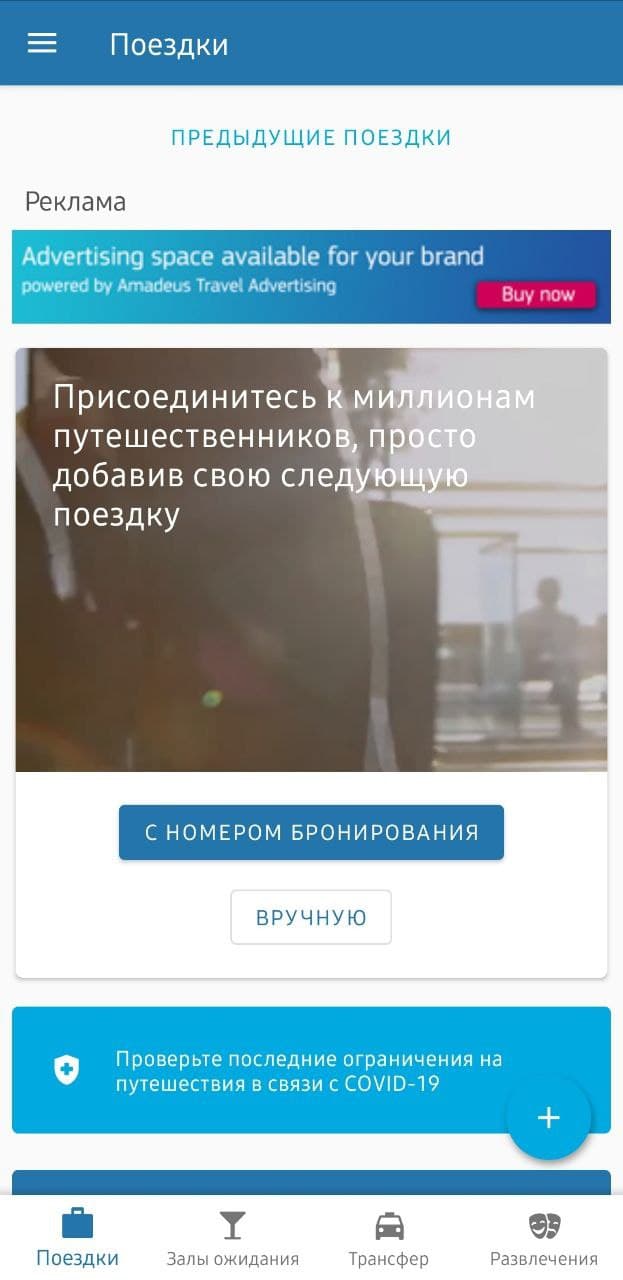 Поездки
ПРЕДЫДУЩИЕ ПОЕЗДКИ
Реклама
Advertising space available for your brand
powered by Amadeus Travel Advertising
Buy now
Присоединитесь к миллионам
путешественников, просто
добавив свою следующую
поездку
С НОМЕРОМ БРОНИРОВАНИЯ
ВРУЧНУЮ
Проверьте последние ограничения на
путешествия в связи с COVID-19
Поездки
Залы ожидания
Трансфер
Развлечения